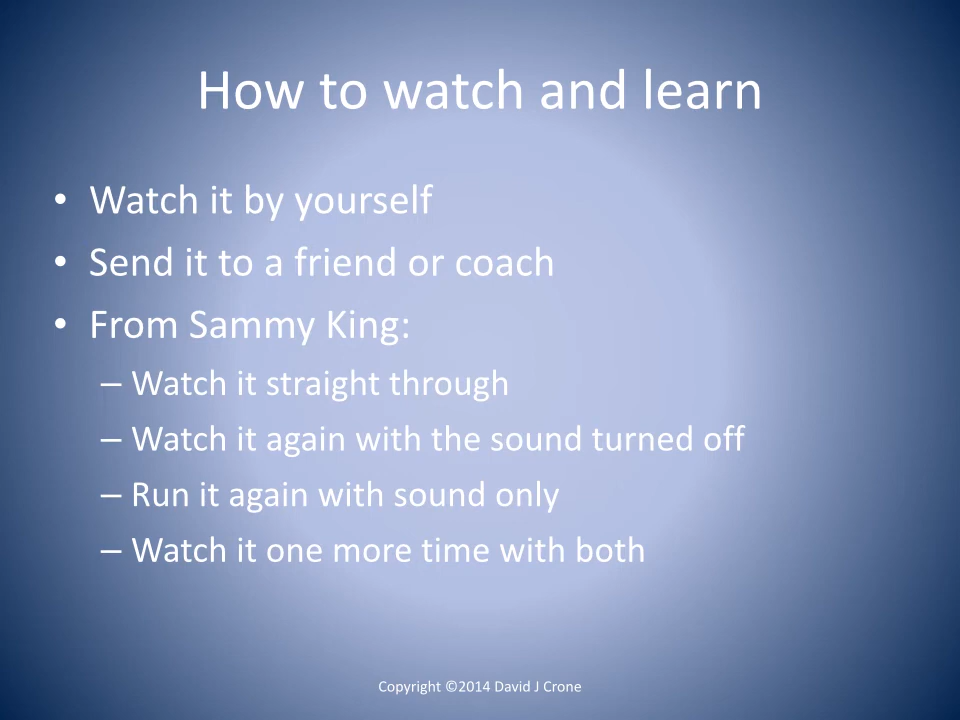 How to watch and learn
• Watch it by yourself
• Send it to a friend or coach
• From Sammy King:
– Watch it straight through
– Watch it again with the sound turned off
– Run it again with sound only
– Watch it one more time with both
Copyright ©2014 David J Crone